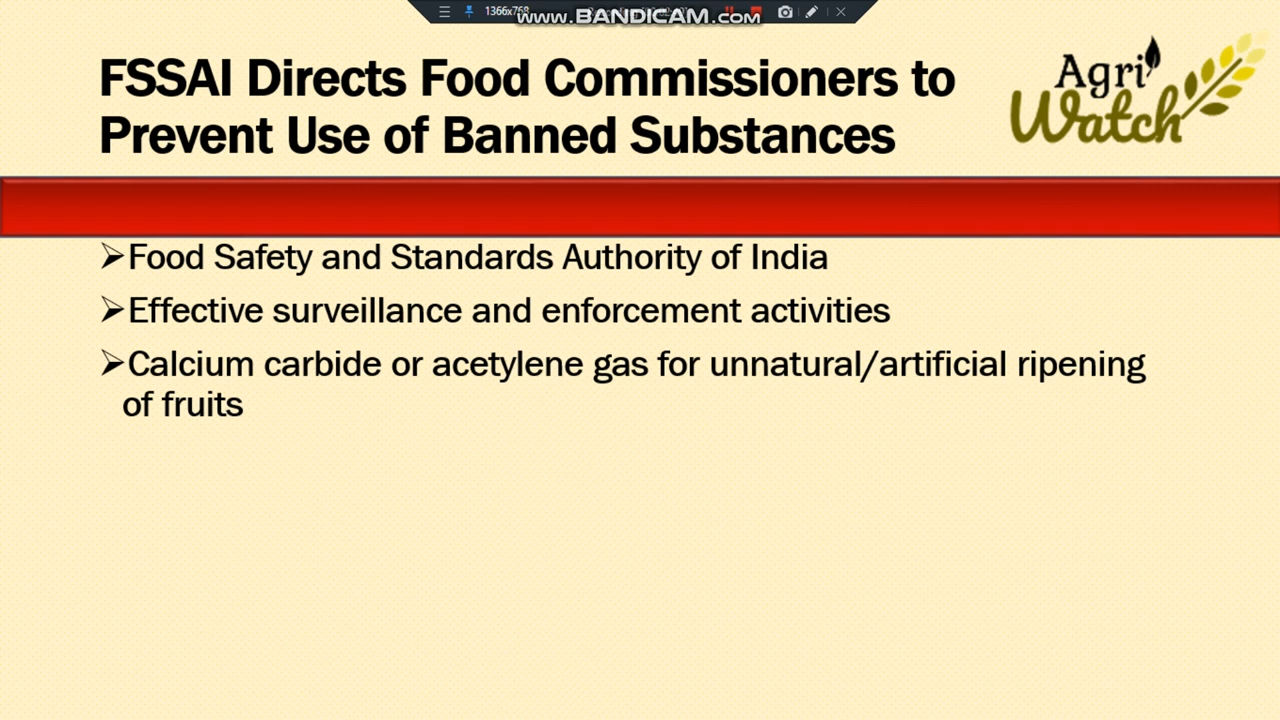 1366x768
www.BANDICAM.com
FSSAI Directs Food Commissioners to
Prevent Use of Banned Substances
Agri
Watch
➢Food Safety and Standards Authority of India
➢Effective surveillance and enforcement activities
➢Calcium carbide or acetylene gas for unnatural/artificial ripening
of fruits